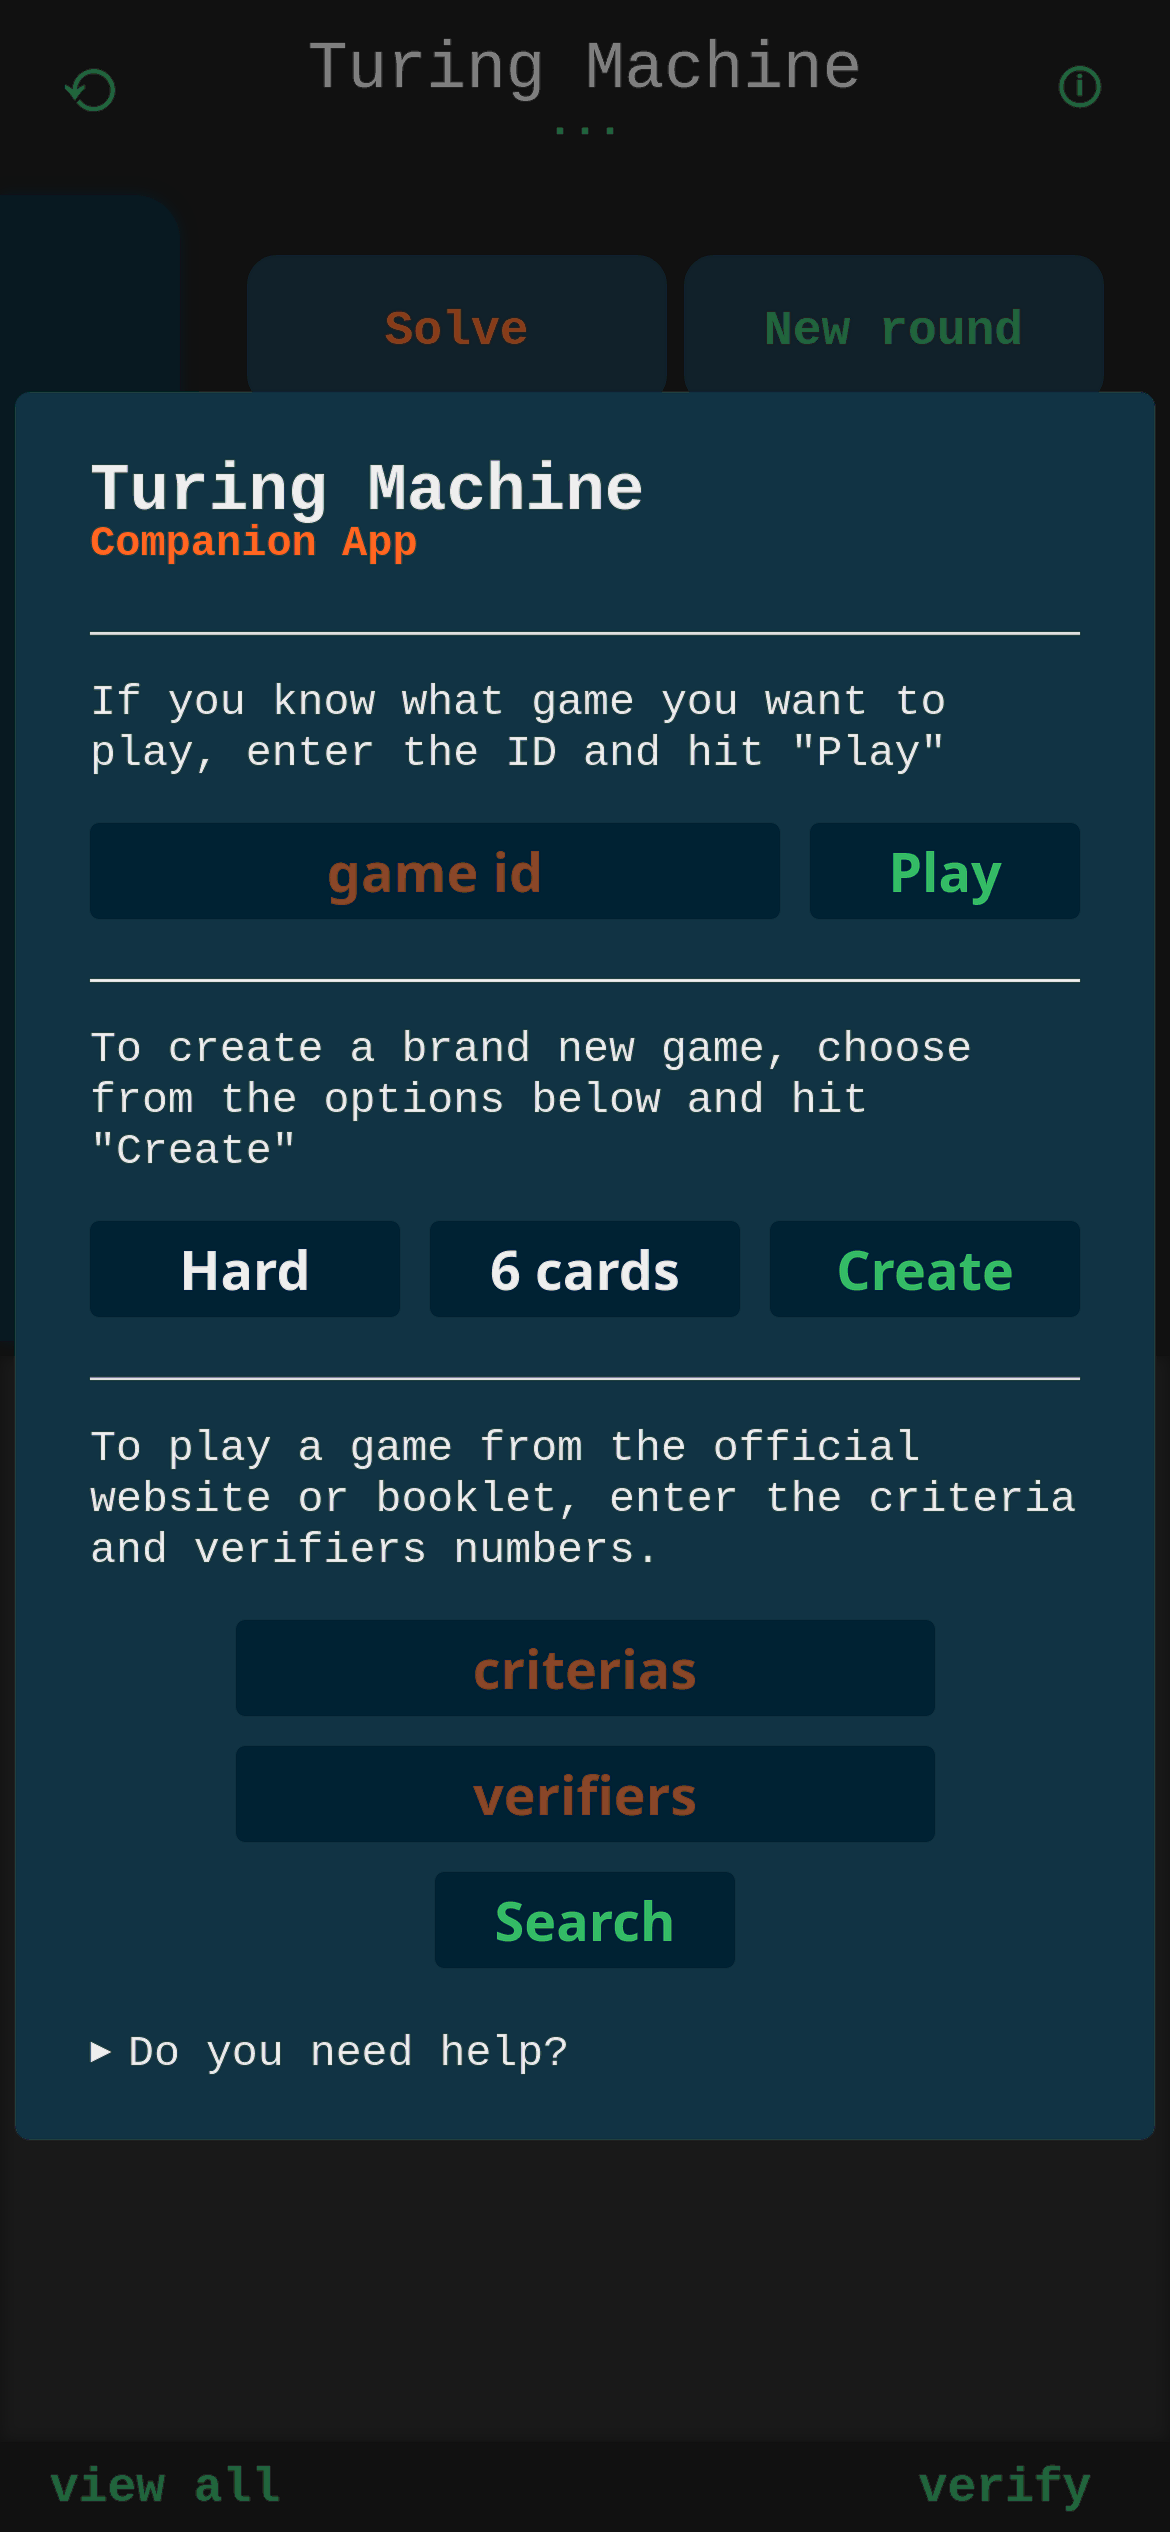 Turing Machine
...
Solve
New round
Turing Machine
Companion App
If you know what game you want to
play, enter the ID and hit "Play"
game id
Play
To create a brand new game, choose
from the options below and hit
"Create"
Hard
6 cards
Create
To play a game from the official
website or booklet, enter the criteria
and verifiers numbers.
criterias
verifiers
Search
▶ Do you need help?
view all
verify